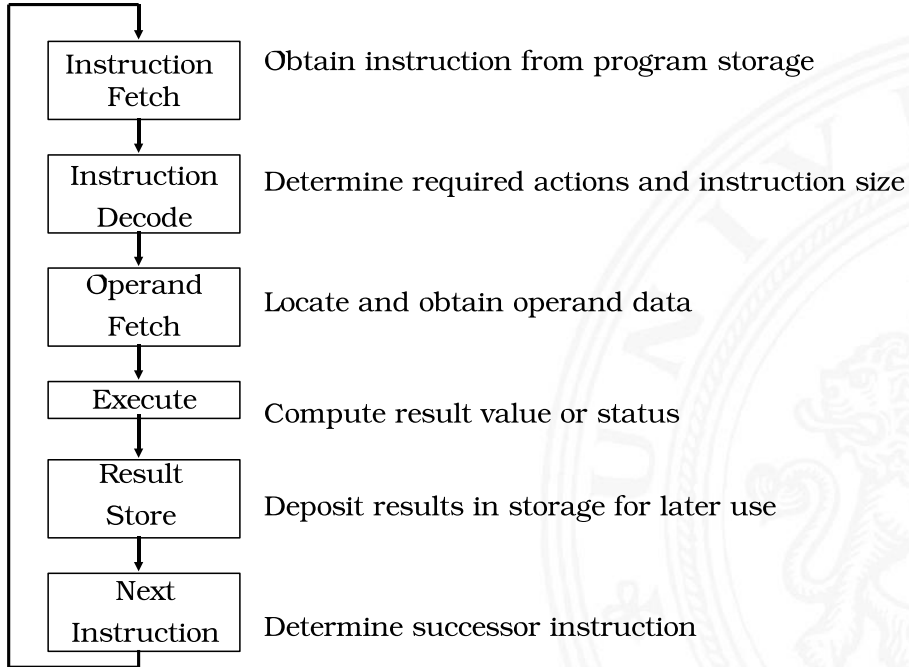 Instruction
Fetch
Obtain instruction from program storage
Instruction
Decode
Determine required actions and instruction size
Operand
Fetch
Locate and obtain operand data
Execute
Compute result value or status
Result
Store
Deposit results in storage for later use
Next
Instruction
Determine successor instruction
UNIVE